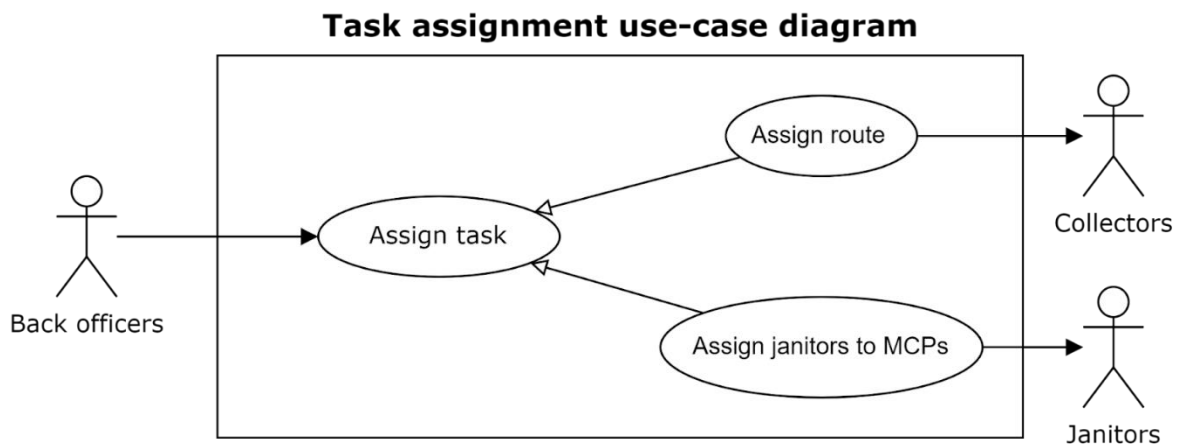 Task assignment use-case diagram
Assign route
Collectors
Assign task
Back officers
Assign janitors to MCPs
Janitors